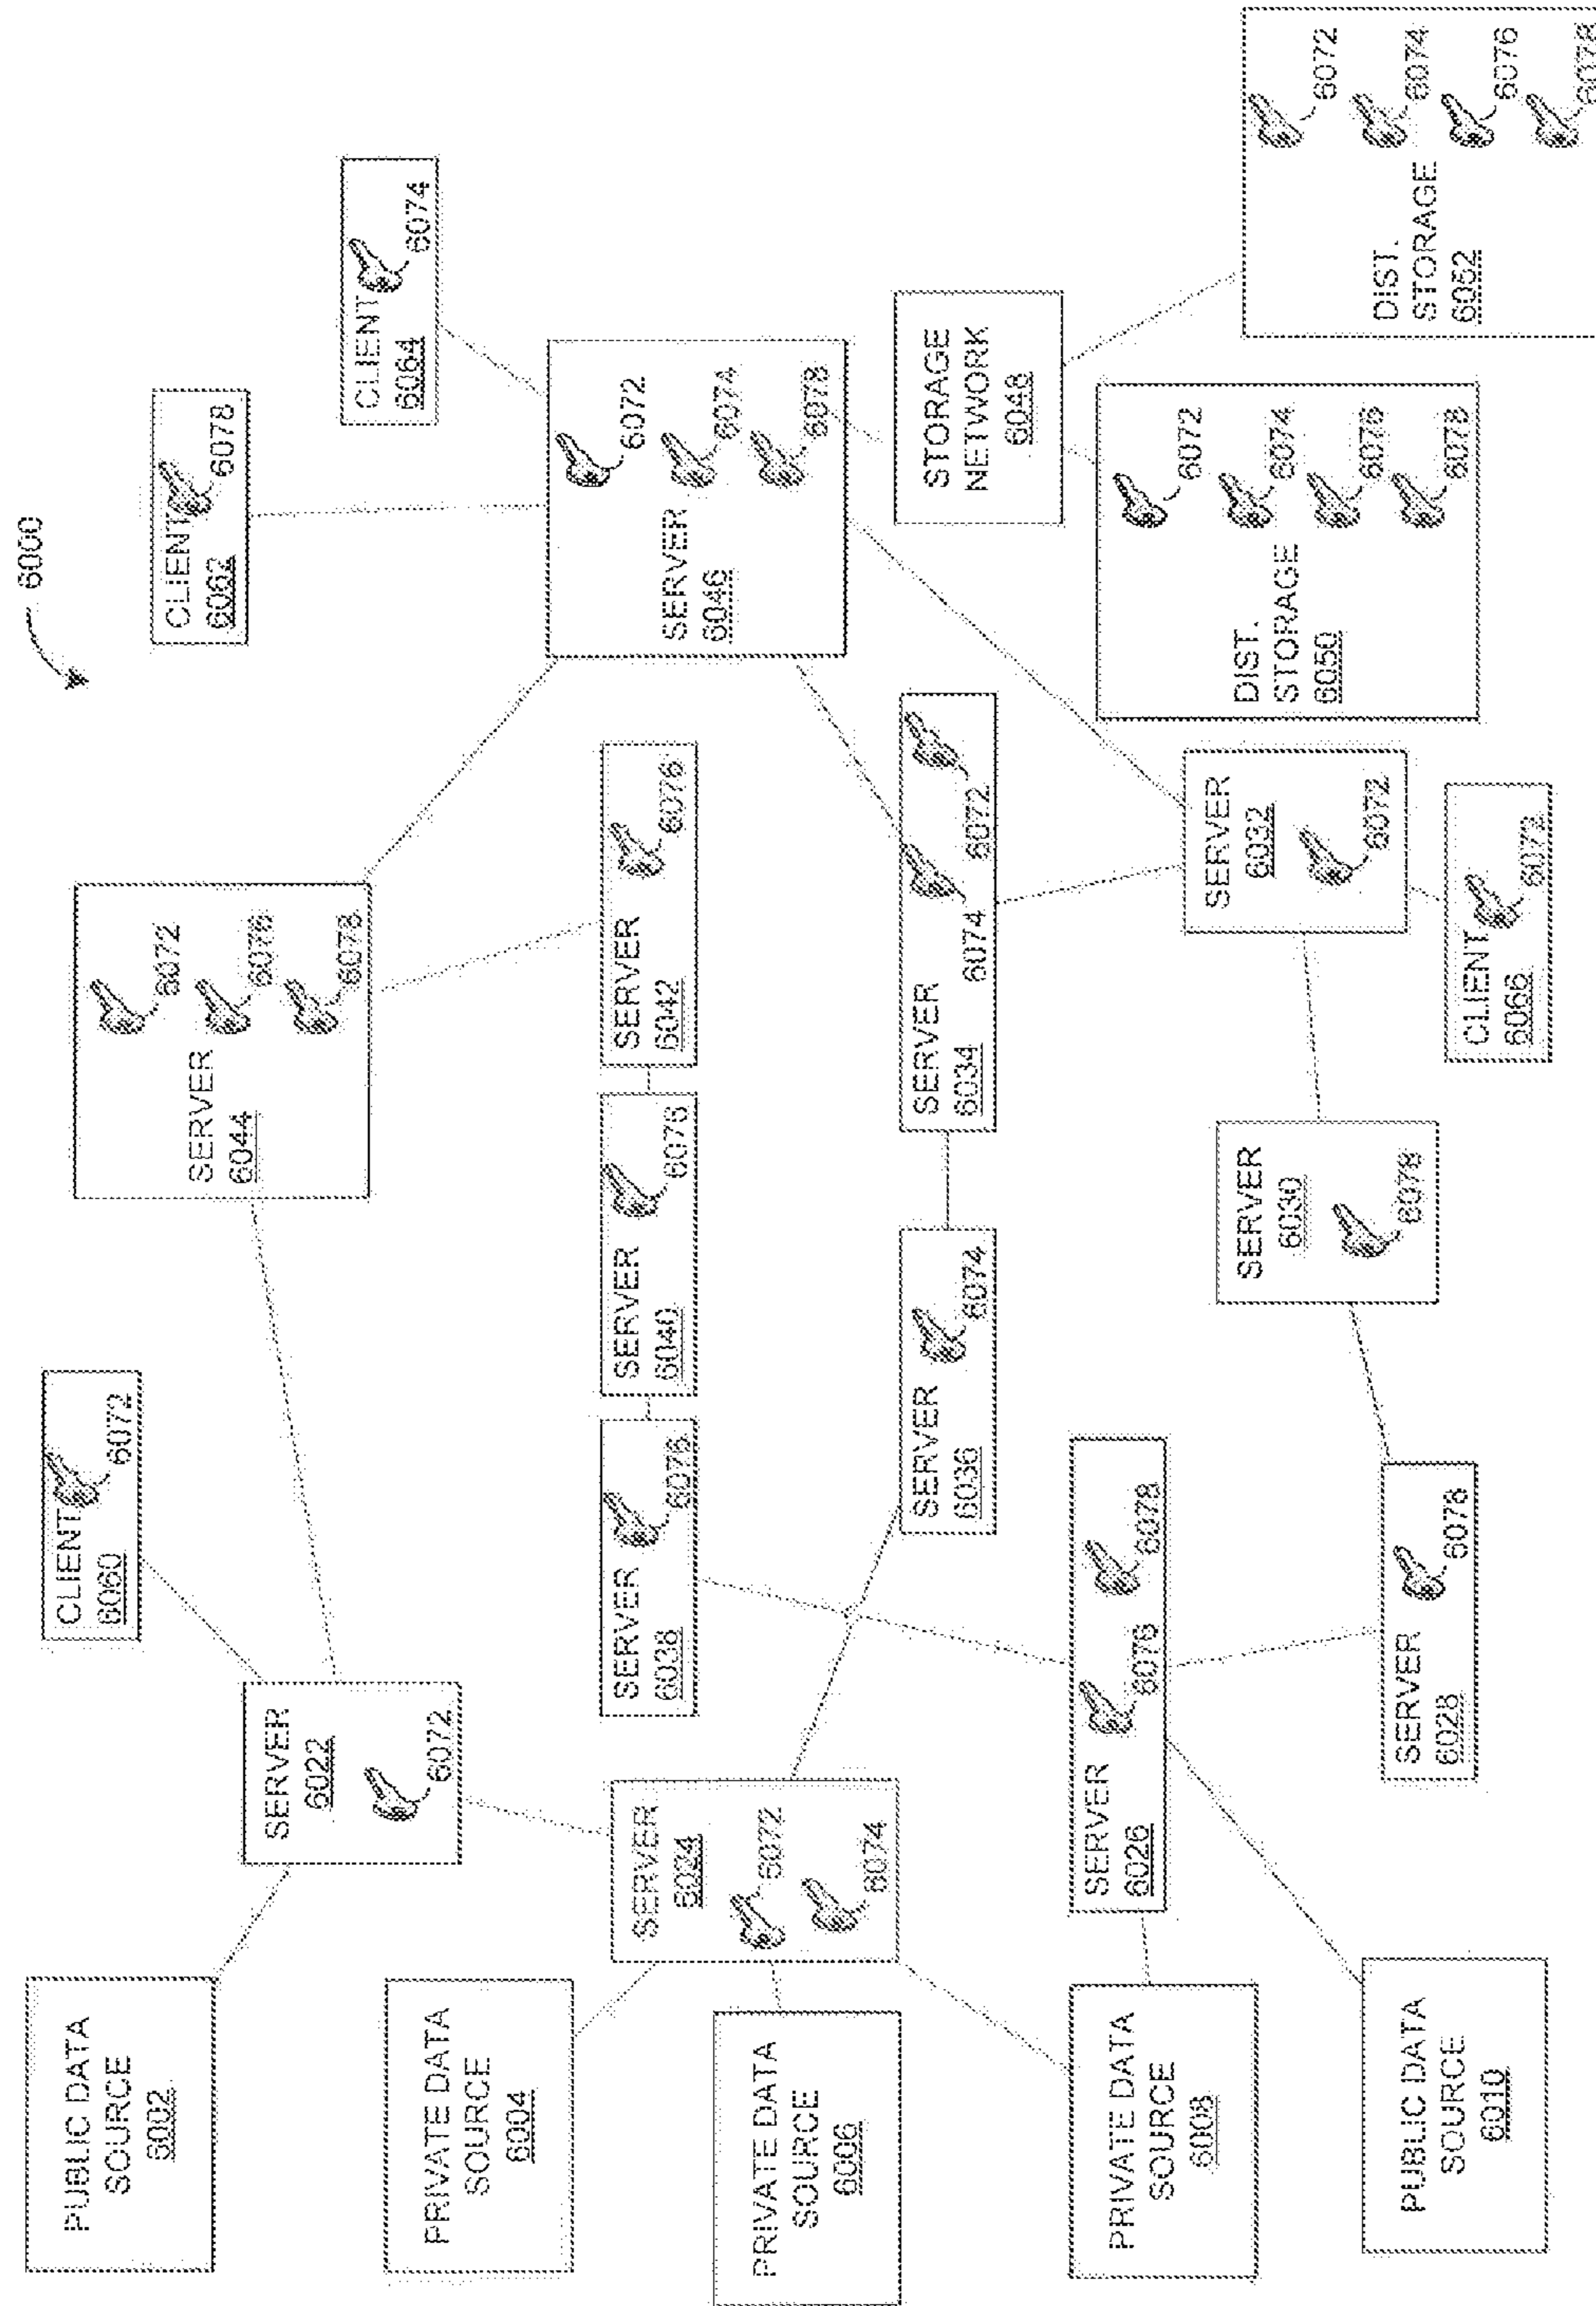 6000
PUBLIC DATA
SOURCE
6002
PRIVATE DATA
SOURCE
6004
PRIVATE DATA
SOURCE
6006
PRIVATE DATA
SOURCE
6008
PUBLIC DATA
SOURCE
6010
CLIENT
6060
6072
SERVER
6022
6072
SERVER
6024
6072
6074
SERVER
6026
6076
6078
SERVER
6028
6078
SERVER
6038
6076
SERVER
6040
6076
SERVER
6042
6076
SERVER
6036
6074
SERVER
6034
6074
6072
SERVER
6030
6078
SERVER
6032
6072
CLIENT
6066
6072
SERVER
6044
6072
6076
6078
CLIENT
6062
6078
CLIENT
6064
6074
SERVER
6046
6072
6074
6078
STORAGE
NETWORK
6048
DIST.
STORAGE
6050
6072
6074
6076
6078
DIST.
STORAGE
6052
6072
6074
6076
6078